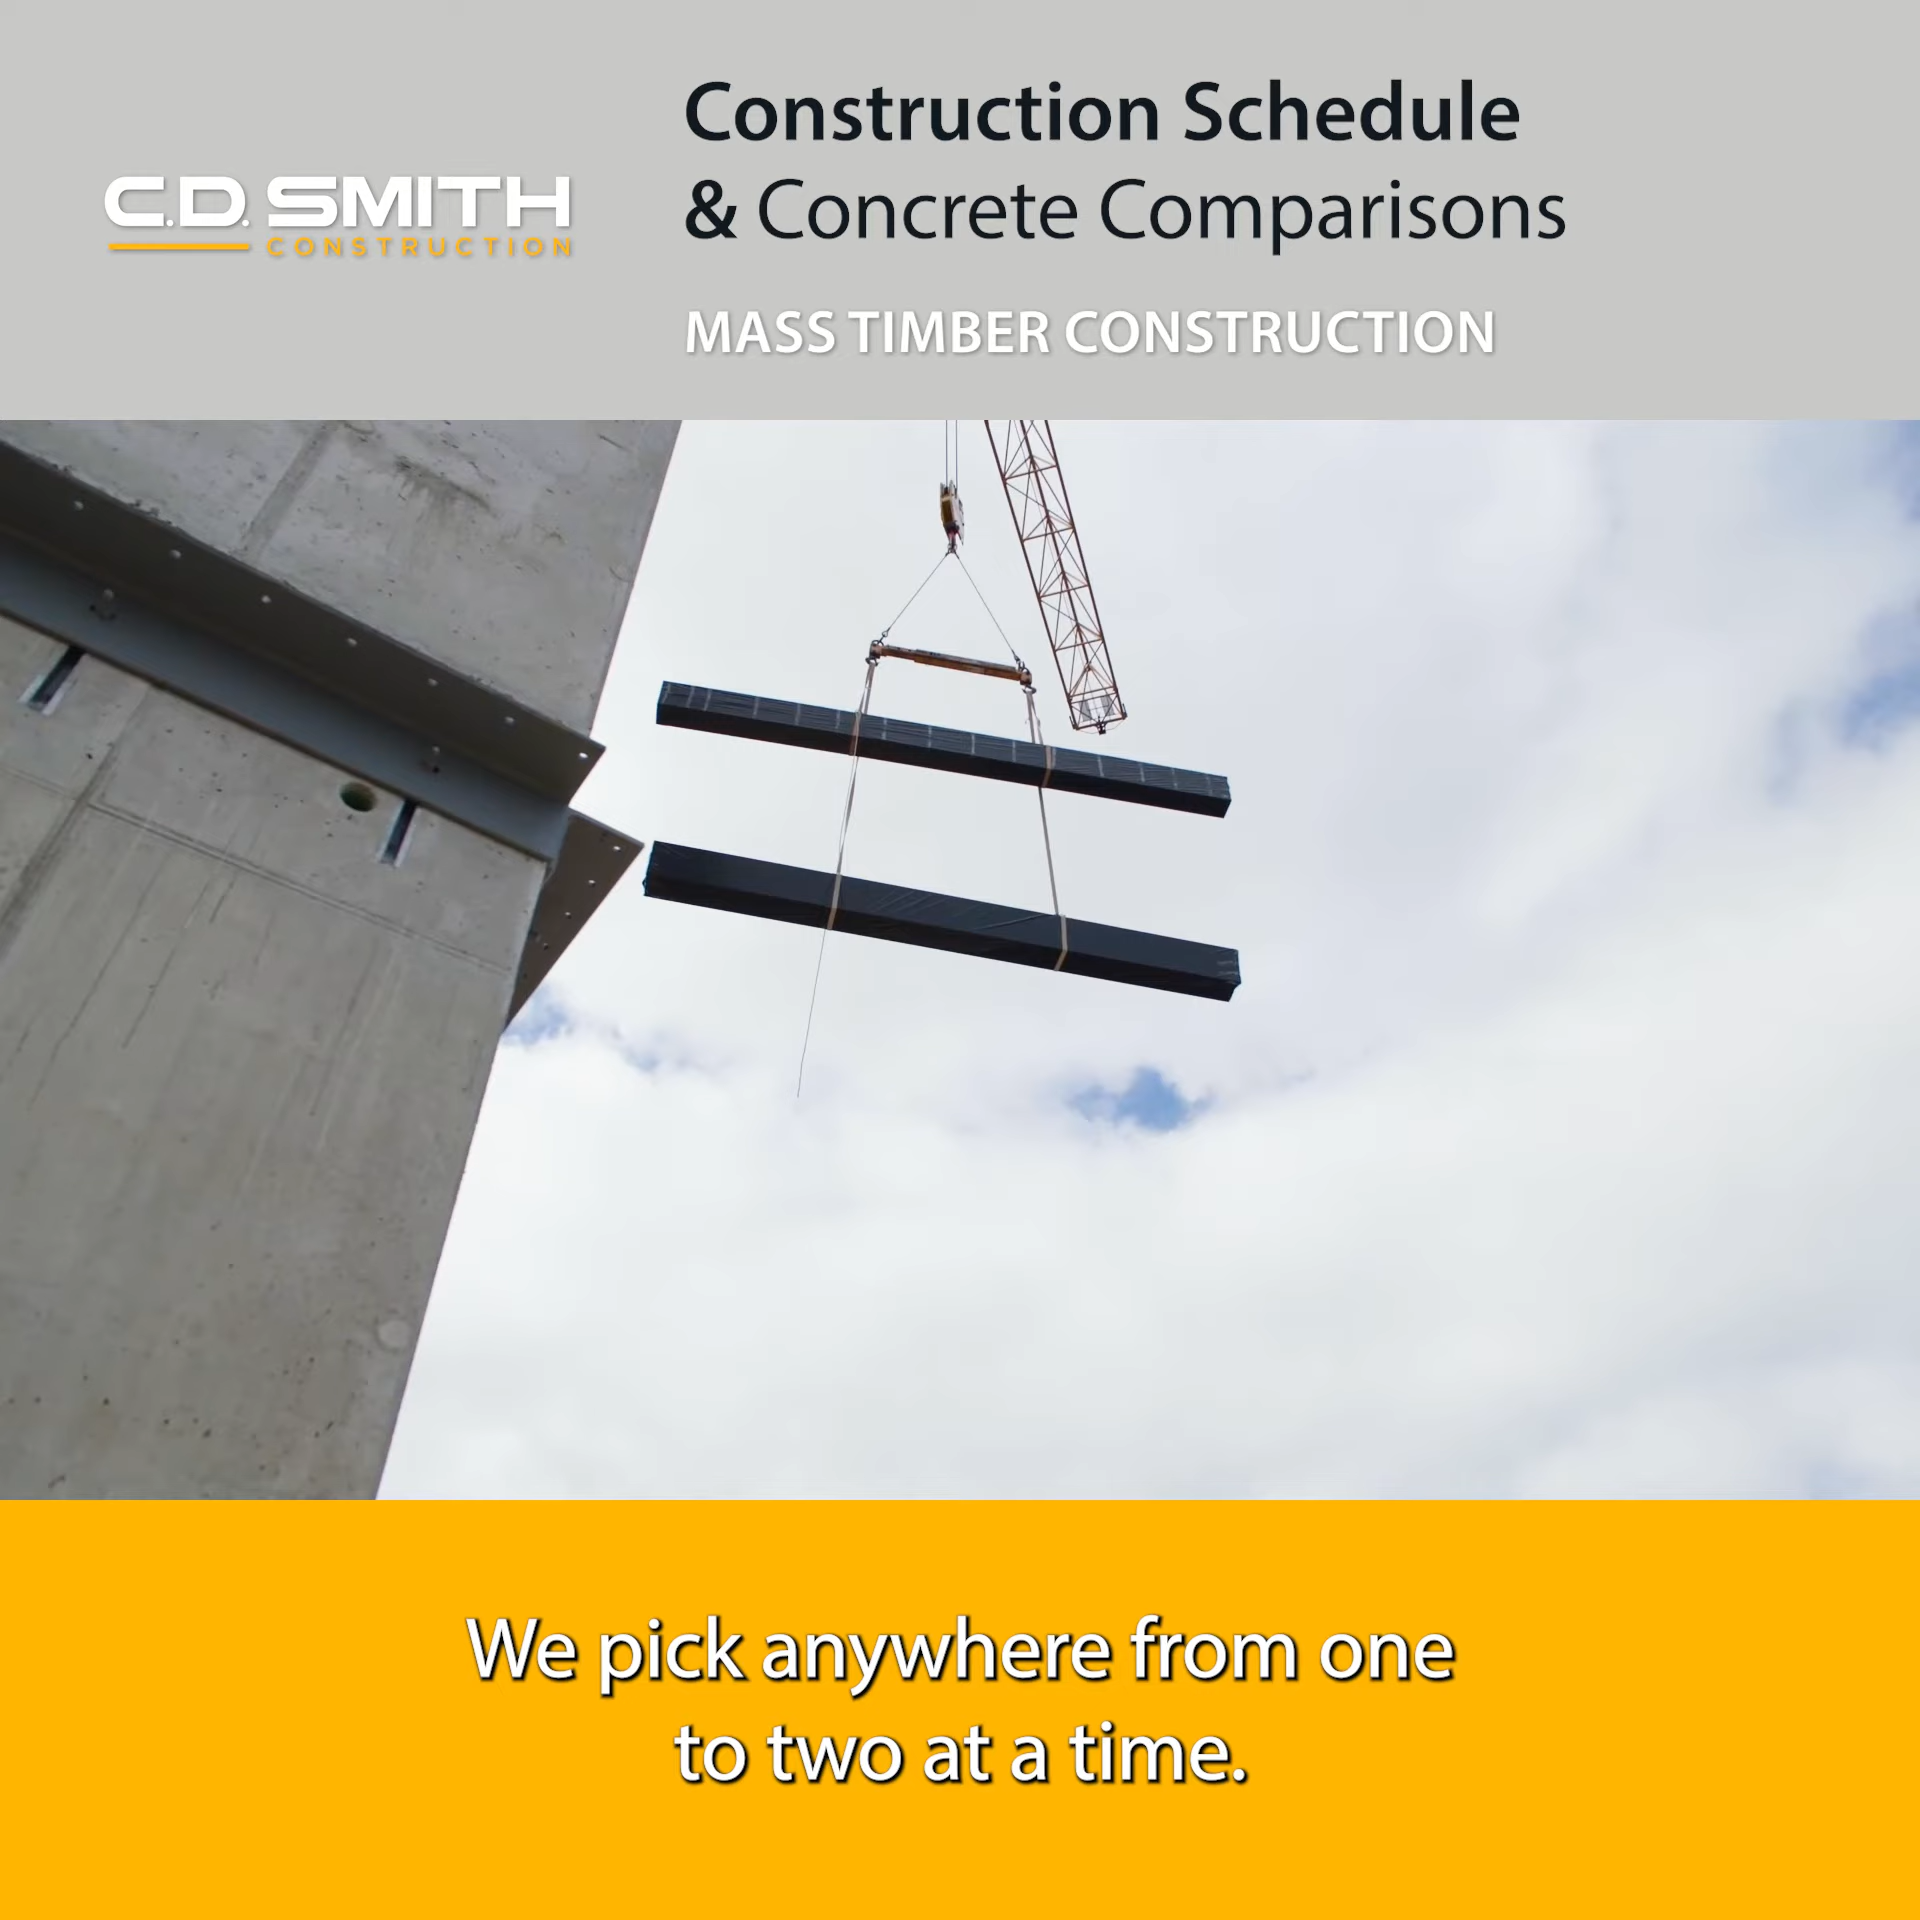 C.D. SMITH
CONSTRUCTION
Construction Schedule
& Concrete Comparisons
MASS TIMBER CONSTRUCTION
We pick anywhere from one
to two at a time.